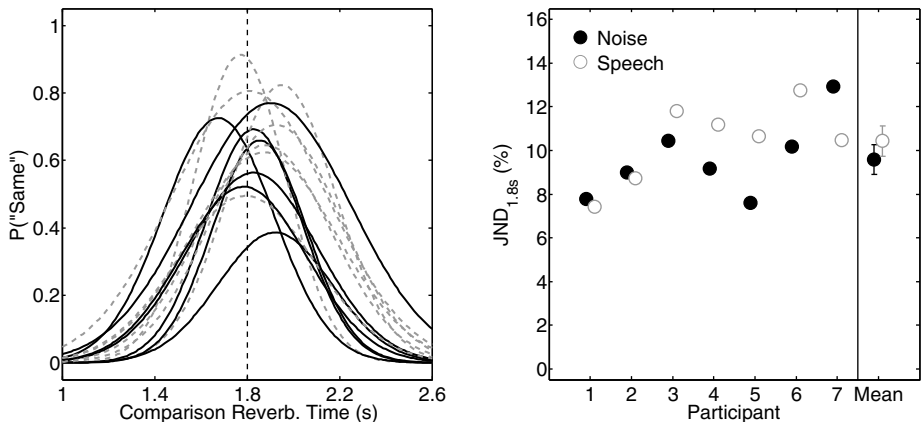 1
0.8
0.6
0.4
0.2
0
P("Same")
1 1.4 1.8 2.2 2.6
Comparison Reverb. Time (s)
16
14
12
10
8
6
4
2
0
JND1.8s (%)
Noise
Speech
1 2 3 4 5 6 7 Mean
Participant